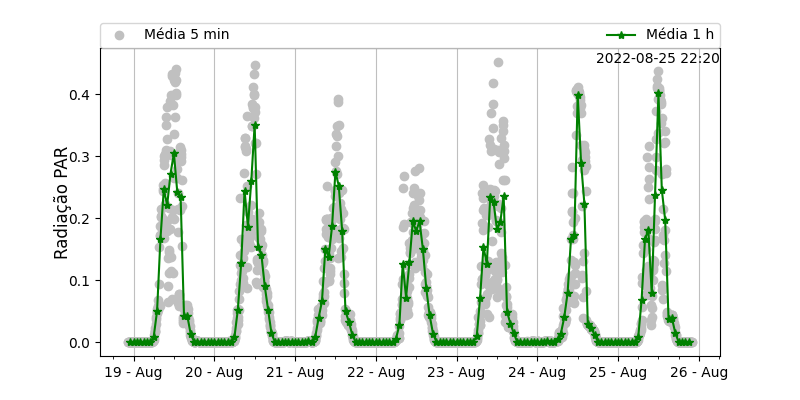 Média 5 min
Média 1 h
2022-08-25 22:20
Radiação PAR
0.4
0.3
0.2
0.1
0.0
19 - Aug
20 - Aug
21 - Aug
22 - Aug
23 - Aug
24 - Aug
25 - Aug
26 - Aug